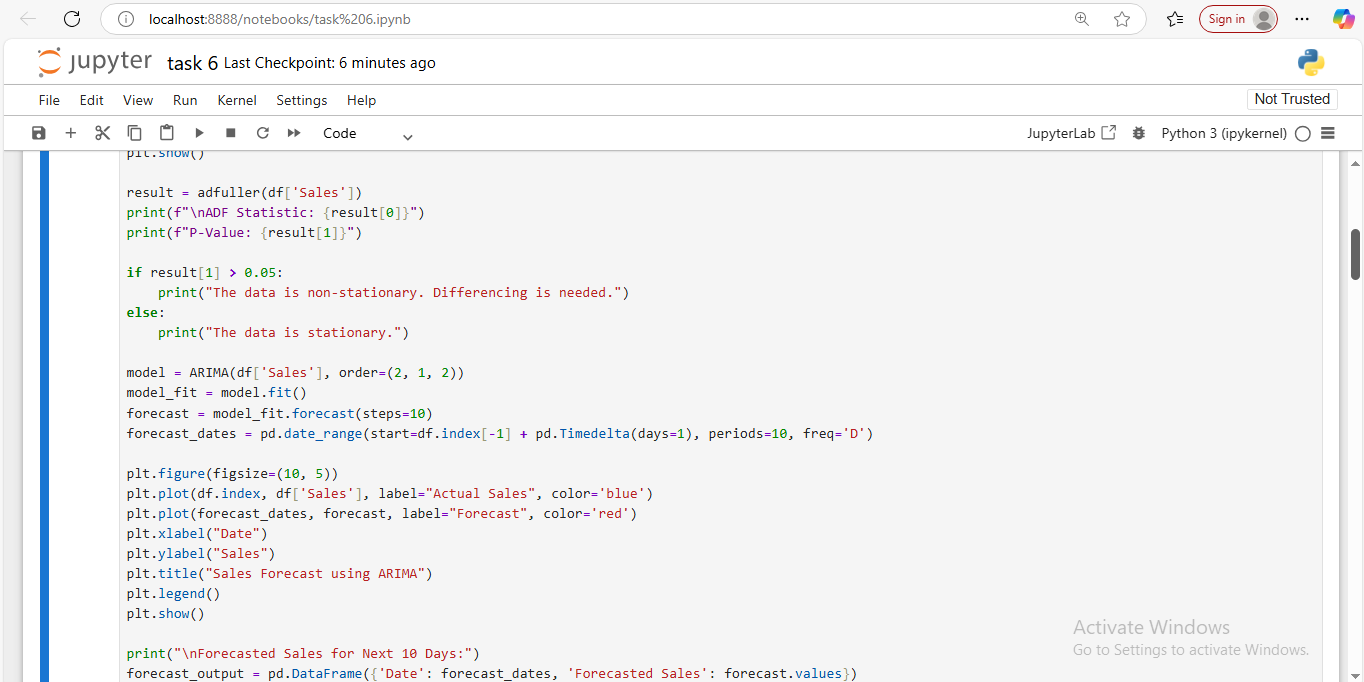 localhost:8888/notebooks/task%206.ipynb
Sign in
jupyter task 6 Last Checkpoint: 6 minutes ago
File Edit View Run Kernel Settings Help
Not Trusted
Code
JupyterLab
Python 3 (ipykernel)
plt.show()
result = adfuller(df['Sales'])
print(f"\nADF Statistic: {result[0]}")
print(f"P-Value: {result[1]}")
if result[1] > 0.05:
    print("The data is non-stationary. Differencing is needed.")
else:
    print("The data is stationary.")
model = ARIMA(df['Sales'], order=(2, 1, 2))
model_fit = model.fit()
forecast = model_fit.forecast(steps=10)
forecast_dates = pd.date_range(start=df.index[-1] + pd.Timedelta(days=1), periods=10, freq='D')
plt.figure(figsize=(10, 5))
plt.plot(df.index, df['Sales'], label="Actual Sales", color='blue')
plt.plot(forecast_dates, forecast, label="Forecast", color='red')
plt.xlabel("Date")
plt.ylabel("Sales")
plt.title("Sales Forecast using ARIMA")
plt.legend()
plt.show()
print("\nForecasted Sales for Next 10 Days:")
forecast_output = pd.DataFrame({'Date': forecast_dates, 'Forecasted Sales': forecast.values})
Activate Windows
Go to Settings to activate Windows.